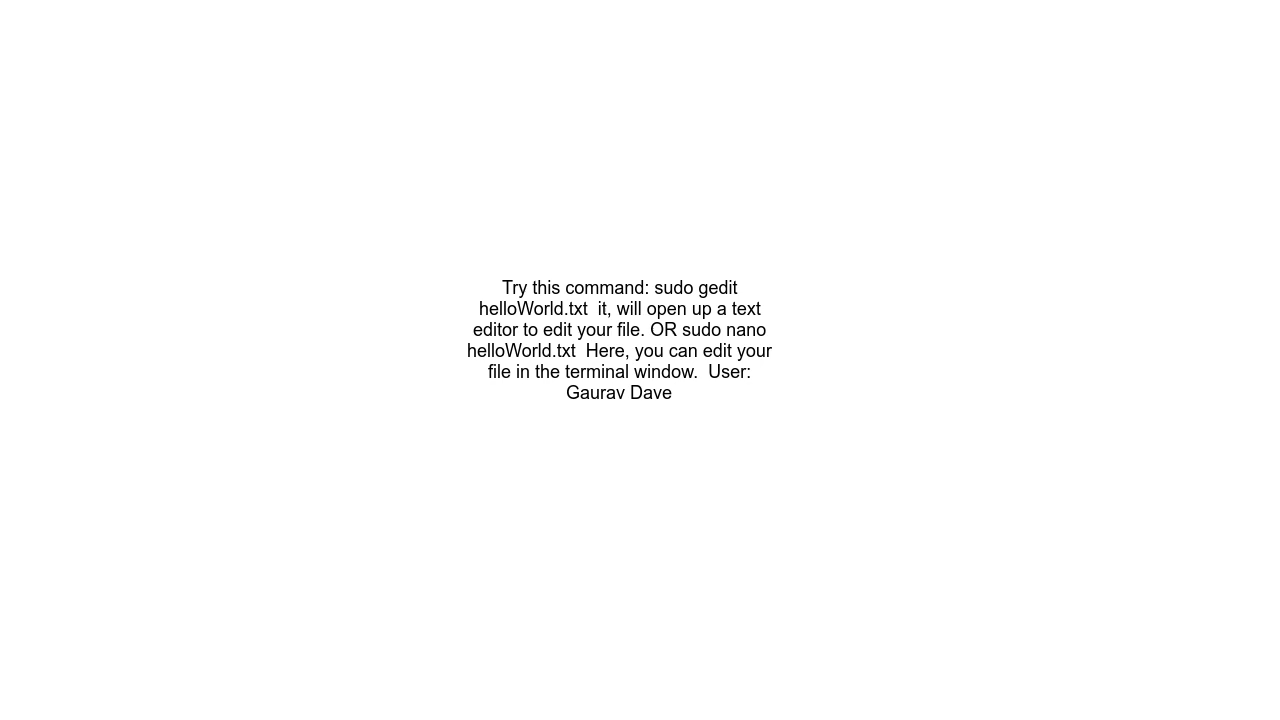 Try this command: sudo gedit
helloWorld.txt  it, will open up a text
editor to edit your file. OR sudo nano
helloWorld.txt  Here, you can edit your
file in the terminal window.  User:
Gaurav Dave